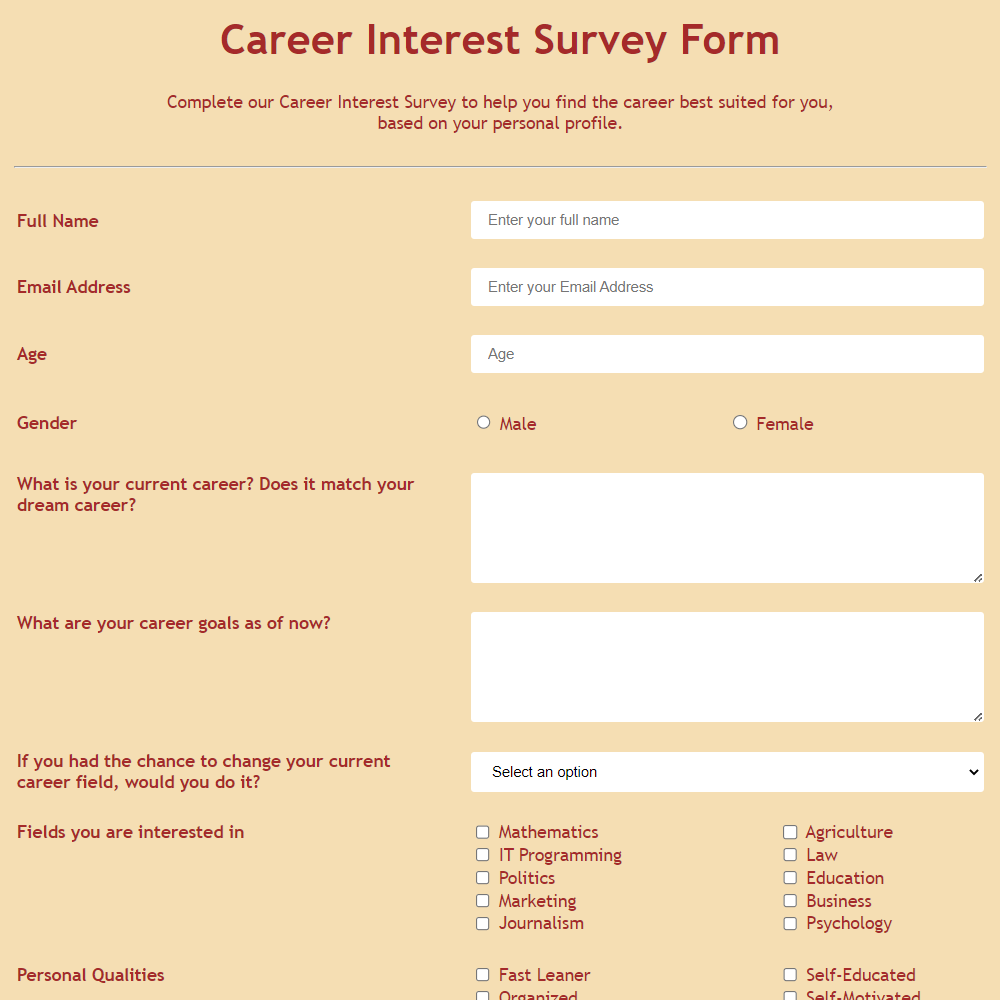 Career Interest Survey Form
Complete our Career Interest Survey to help you find the career best suited for you,
based on your personal profile.
Full Name
Enter your full name
Email Address
Enter your Email Address
Age
Age
Gender
Male
Female
What is your current career? Does it match your
dream career?
What are your career goals as of now?
If you had the chance to change your current
career field, would you do it?
Select an option
Fields you are interested in
Mathematics
Agriculture
IT Programming
Law
Politics
Education
Marketing
Business
Journalism
Psychology
Personal Qualities
Fast Leaner
Self-Educated
Organized
Self-Motivated